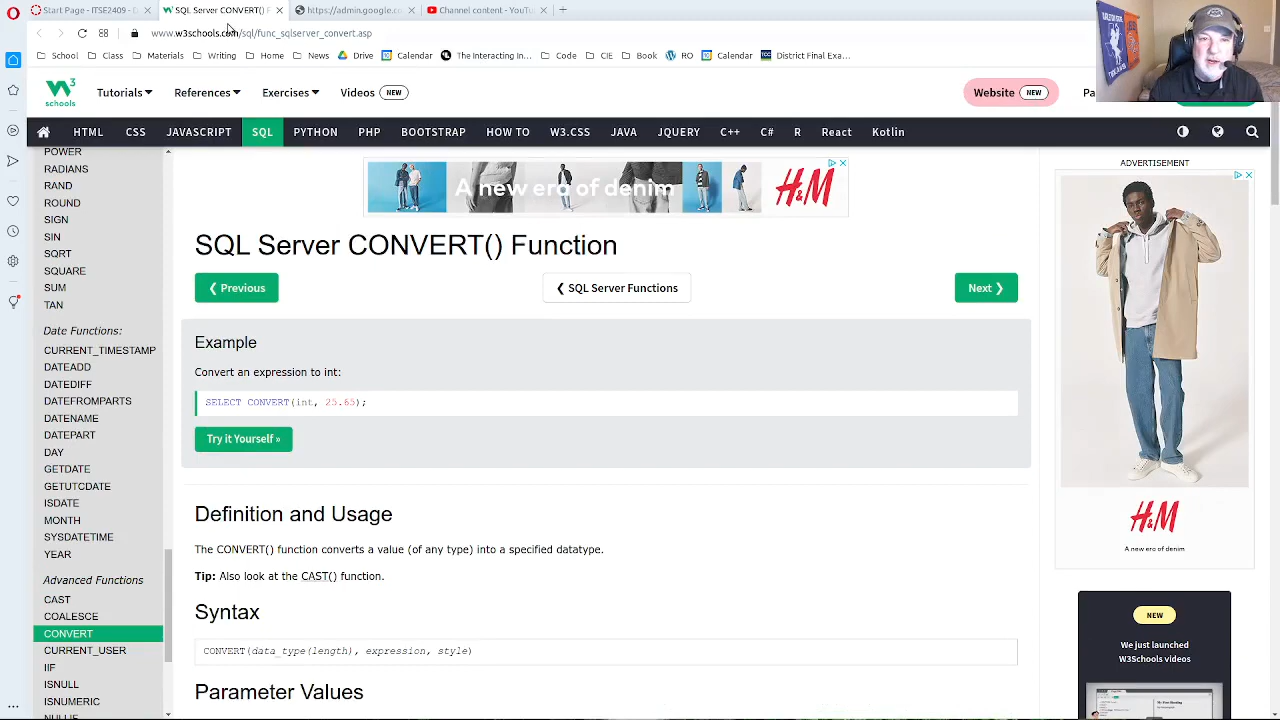 Start Page - ITSE2409 - D
SQL Server CONVERT() F
https://admin.google.co
Channel content - YouTu
www.w3schools.com/sql/func_sqlserver_convert.asp
School
Class
Materials
Writing
Home
News
Drive
Calendar
The Interaction In...
Code
CIE
Book
RO
Calendar
District Final Exa...
schools
Tutorials
References
Exercises
Videos
NEW
Website
NEW
Pa
HTML
CSS
JAVASCRIPT
SQL
PYTHON
PHP
BOOTSTRAP
HOW TO
W3.CSS
JAVA
JQUERY
C++
C#
R
React
Kotlin
POWER
RADIANS
RAND
ROUND
SIGN
SIN
SQRT
SQUARE
SUM
TAN
Date Functions:
CURRENT_TIMESTAMP
DATEADD
DATEDIFF
DATEFROMPARTS
DATENAME
DATEPART
DAY
GETDATE
GETUTCDATE
ISDATE
MONTH
SYSDATETIME
YEAR
Advanced Functions
CAST
COALESCE
CONVERT
CURRENT_USER
IIF
ISNULL
ISNUMERIC
NULLIF
A new era of denim
H&M
SQL Server CONVERT() Function
❮ Previous
❮ SQL Server Functions
Next ❯
Example
Convert an expression to int:
SELECT CONVERT(int, 25.65);
Try it Yourself »
Definition and Usage
The CONVERT() function converts a value (of any type) into a specified datatype.
Tip: Also look at the CAST() function.
Syntax
CONVERT(data_type(length), expression, style)
Parameter Values
ADVERTISEMENT
H&M
A new era of denim
NEW
We just launched
W3Schools videos